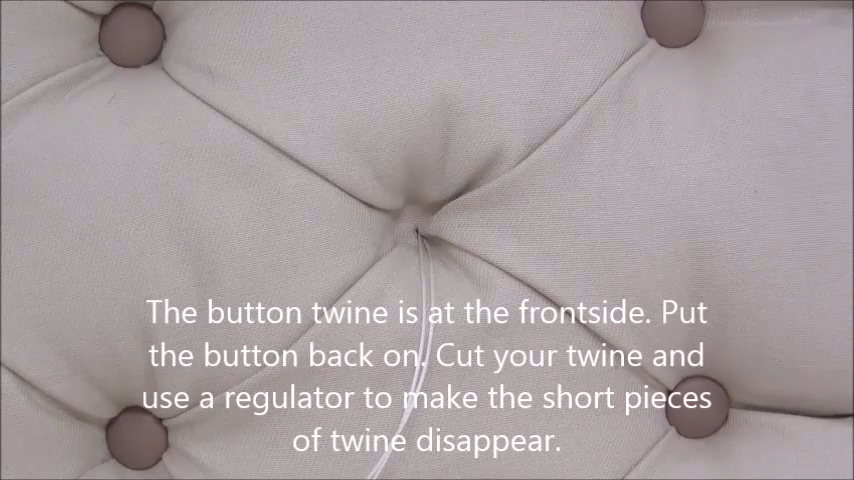 The button twine is at the frontside. Put
the button back on. Cut your twine and
use a regulator to make the short pieces
of twine disappear.